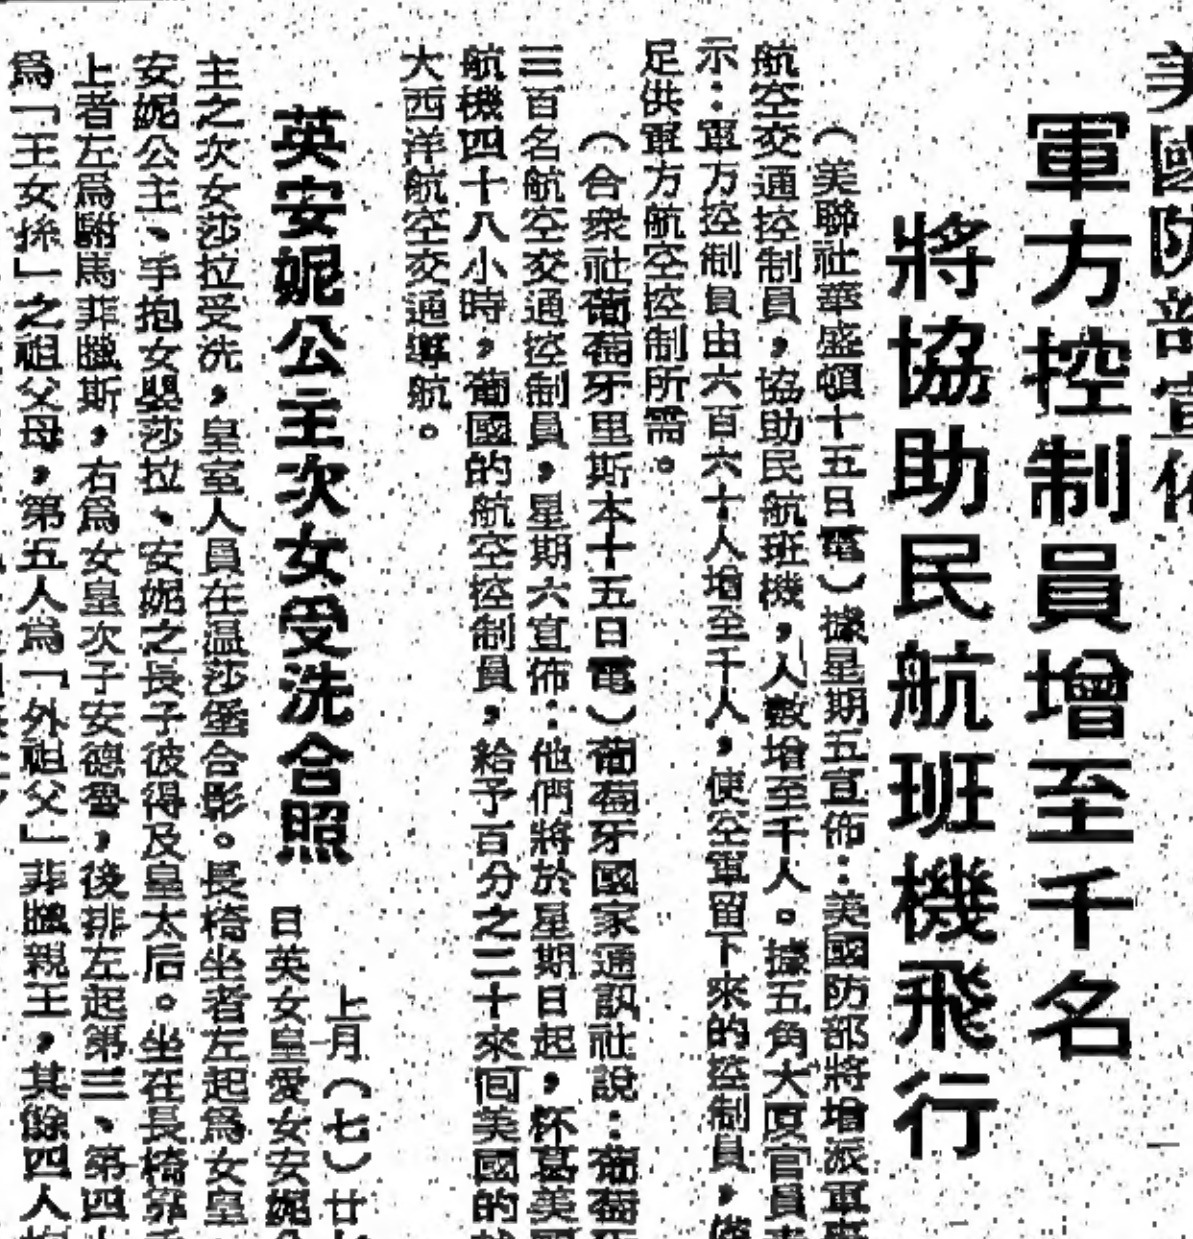 美國防部宣佈
軍方控制員增至千名
將協助民航班機飛行
（美聯社華盛頓十五日電）據星期五宣佈：美國防部將增派軍
航空交通控制員，協助民航班機，人數增至千人。據五角大厦官員
示：軍方控制員由六百六十人增至千人，使空軍留下來的控制員，
足供軍方航空控制所需。
（合衆社葡萄牙里斯本十五日電）葡萄牙國家通訊社說：葡萄
三百名航空交通控制員，星期六宣佈：他們將於星期日起，杯葛美
航機四十八小時，葡國的航空控制員，給予百分之二十來回美國的
大西洋航空交通導航。
英安妮公主次女受洗合照
上月（七）廿
日英女皇愛女安妮
主之次女莎拉受洗，皇室人員在温莎堡合影。長椅坐者左起爲女皇
安妮公主、手抱女嬰莎拉、安妮之長子彼得及皇太后。坐在長椅靠
上者左爲駙馬菲臘斯，右爲女皇次子安德魯，後排左起第三、第四
爲「王女孫」之祖父母，第五人爲「外祖父」菲臘親王，其餘四人